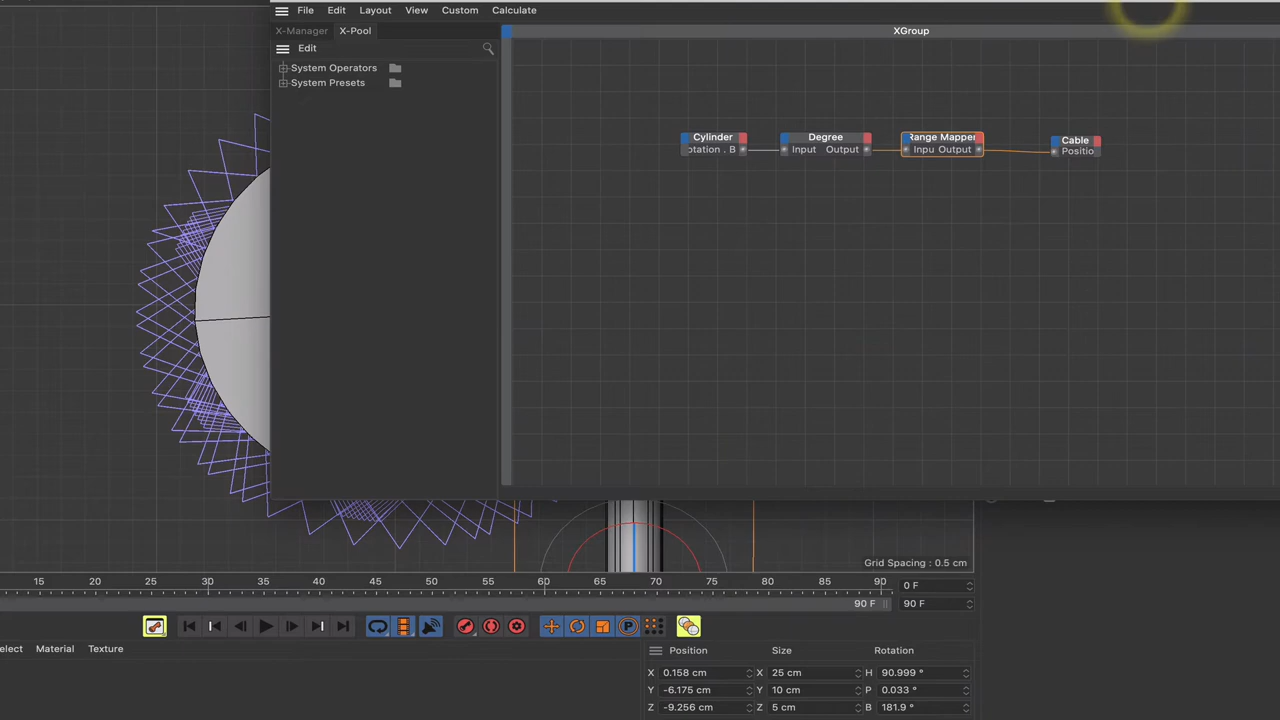 File Edit Layout View Custom Calculate
X-Manager X-Pool XGroup
Edit
System Operators
System Presets
Cylinder Degree Range Mapper Cable
otation . B Input Output Inpu Output Positio
Grid Spacing : 0.5 cm
15 20 25 30 35 40 45 50 55 60 65 70 75 80 85 90 0 F
90 F 90 F
elect Material Texture Position Size Rotation
X 0.158 cm X 25 cm H 90.999 °
Y -6.175 cm Y 10 cm P 0.033 °
Z -9.256 cm Z 5 cm B 181.9 °